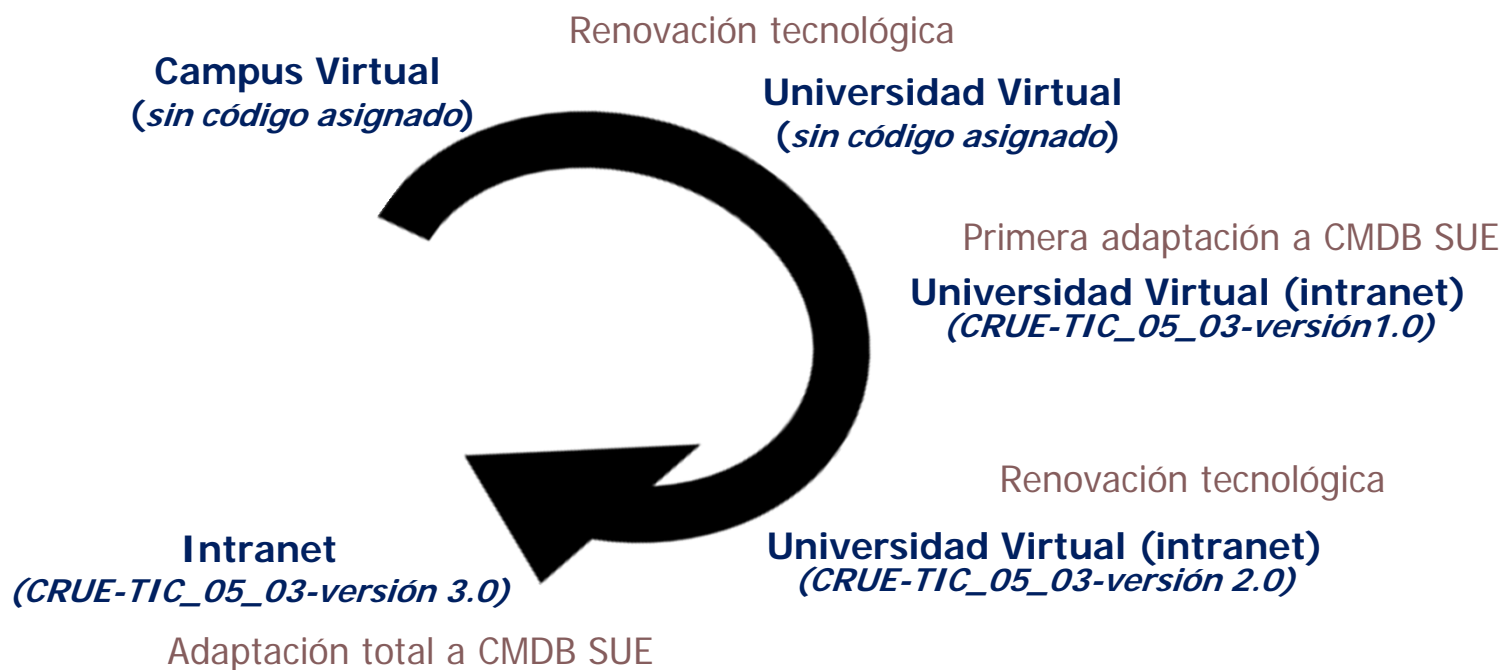 Renovación tecnológica
Campus Virtual
(sin código asignado)
Universidad Virtual
(sin código asignado)
Primera adaptación a CMDB SUE
Universidad Virtual (intranet)
(CRUE-TIC_05_03-versión1.0)
Renovación tecnológica
Universidad Virtual (intranet)
(CRUE-TIC_05_03-versión 2.0)
Intranet
(CRUE-TIC_05_03-versión 3.0)
Adaptación total a CMDB SUE